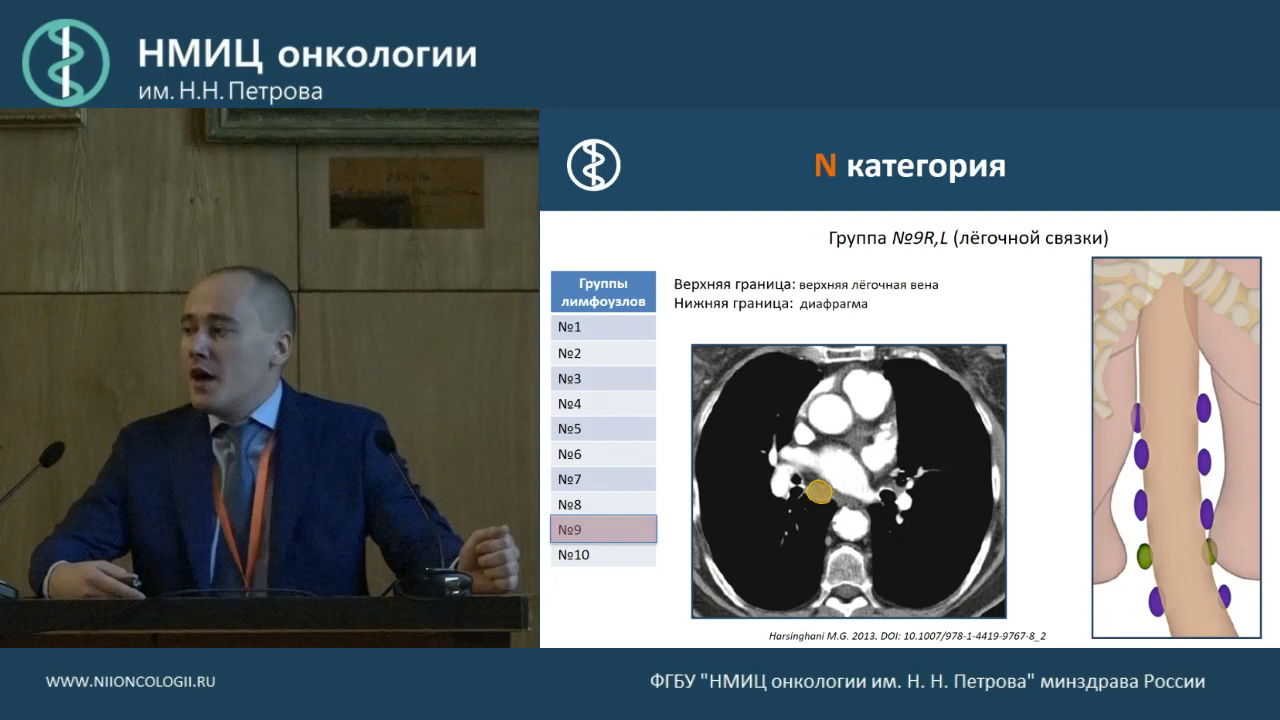 НМИЦ онкологии
им. Н.Н. Петрова
N категория
Группа №9R,L (лёгочной связки)
Группы
лимфоузлов
№1
№2
№3
№4
№5
№6
№7
№8
№9
№10
Верхняя граница: верхняя лёгочная вена
Нижняя граница: диафрагма
Harsinghani M.G. 2013. DOI: 10.1007/978-1-4419-9767-8_2
WWW.NIIONCOLOGII.RU
ФГБУ "НМИЦ онкологии им. Н. Н. Петрова" минздрава России